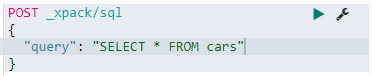 POST _xpack/sql
{
  "query": "SELECT * FROM cars"
}